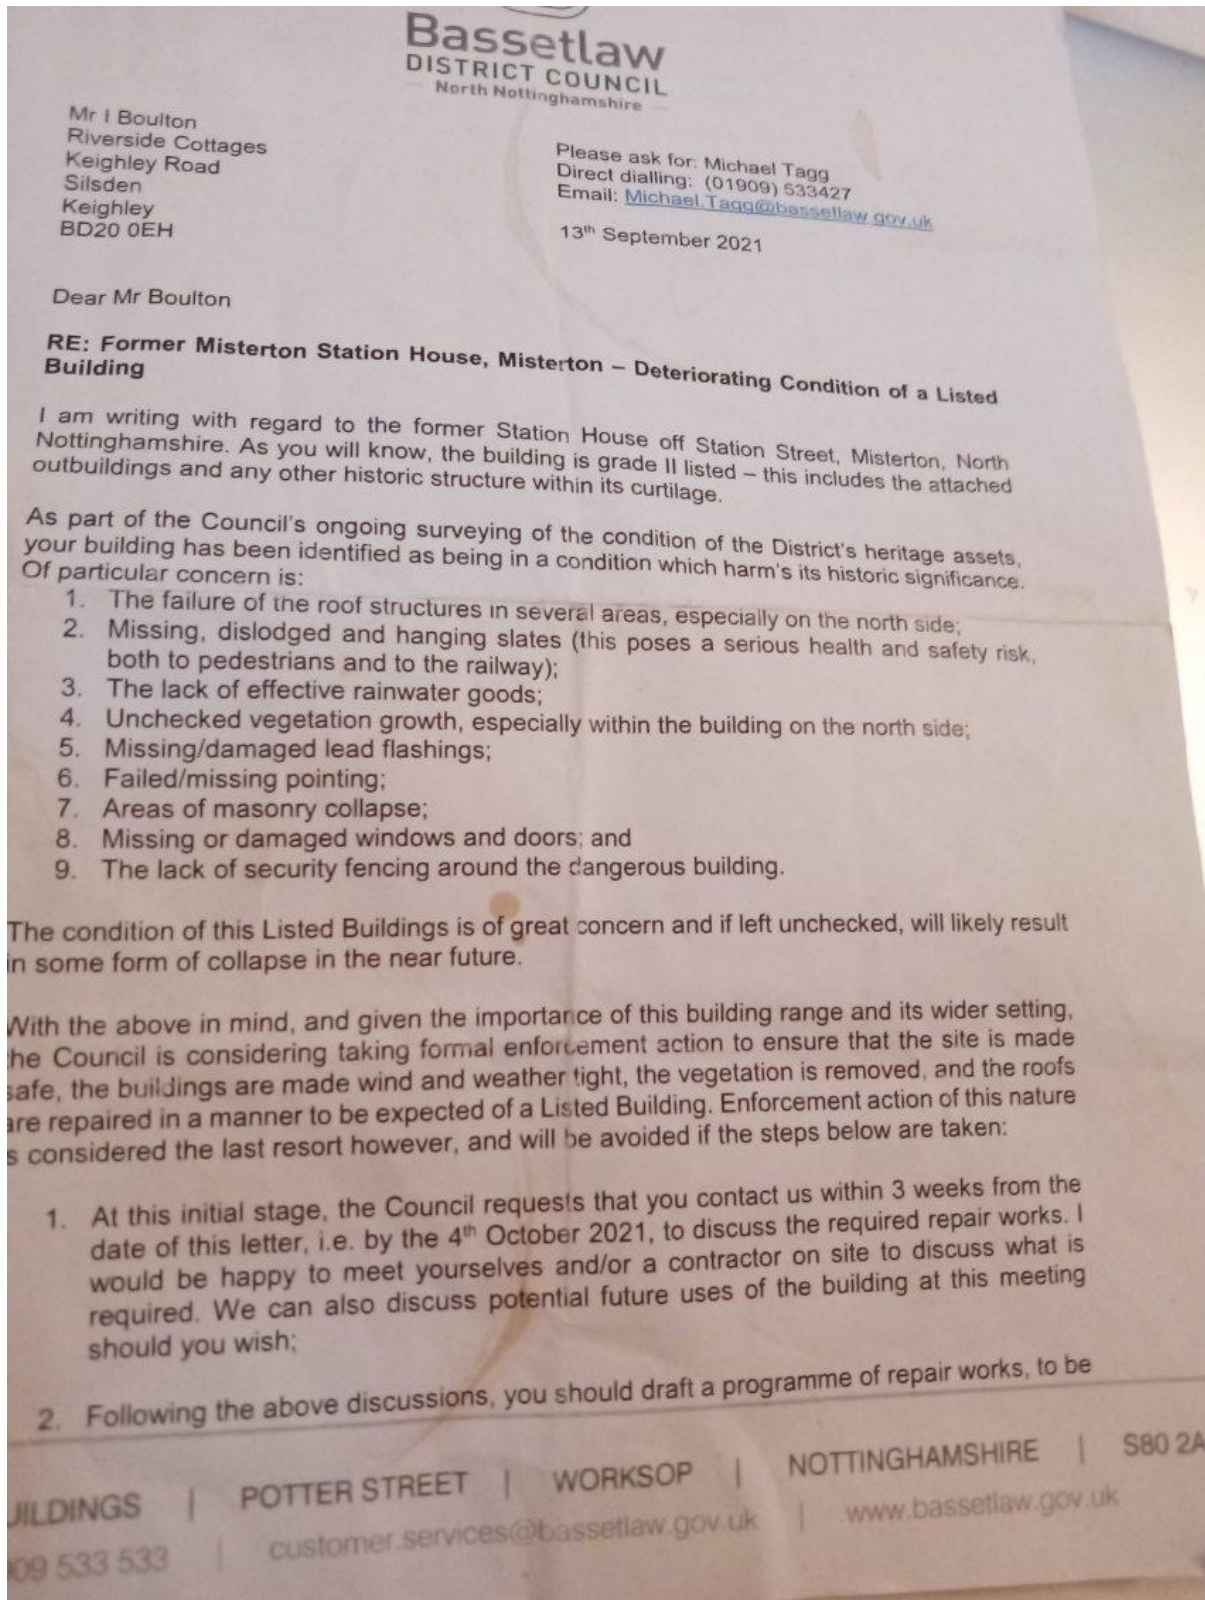 Bassetlaw
DISTRICT COUNCIL
North Nottinghamshire
Mr I Boulton
Riverside Cottages
Keighley Road
Silsden
Keighley
BD20 0EH
Please ask for: Michael Tagg
Direct dialling: (01909) 533427
Email: Michael.Tagg@bassetlaw.gov.uk
13th September 2021
Dear Mr Boulton
RE: Former Misterton Station House, Misterton – Deteriorating Condition of a Listed
Building
I am writing with regard to the former Station House off Station Street, Misterton, North
Nottinghamshire. As you will know, the building is grade II listed – this includes the attached
outbuildings and any other historic structure within its curtilage.
As part of the Council's ongoing surveying of the condition of the District's heritage assets,
your building has been identified as being in a condition which harm's its historic significance.
Of particular concern is:
1. The failure of the roof structures in several areas, especially on the north side;
2. Missing, dislodged and hanging slates (this poses a serious health and safety risk,
both to pedestrians and to the railway);
3. The lack of effective rainwater goods;
4. Unchecked vegetation growth, especially within the building on the north side;
5. Missing/damaged lead flashings;
6. Failed/missing pointing;
7. Areas of masonry collapse;
8. Missing or damaged windows and doors; and
9. The lack of security fencing around the dangerous building.
The condition of this Listed Buildings is of great concern and if left unchecked, will likely result
in some form of collapse in the near future.
With the above in mind, and given the importance of this building range and its wider setting,
the Council is considering taking formal enforcement action to ensure that the site is made
safe, the buildings are made wind and weather tight, the vegetation is removed, and the roofs
are repaired in a manner to be expected of a Listed Building. Enforcement action of this nature
s considered the last resort however, and will be avoided if the steps below are taken:
1. At this initial stage, the Council requests that you contact us within 3 weeks from the
date of this letter, i.e. by the 4th October 2021, to discuss the required repair works. I
would be happy to meet yourselves and/or a contractor on site to discuss what is
required. We can also discuss potential future uses of the building at this meeting
should you wish;
2. Following the above discussions, you should draft a programme of repair works, to be
UILDINGS | POTTER STREET | WORKSOP | NOTTINGHAMSHIRE | S80 2A
09 533 533 | customer.services@bassetlaw.gov.uk | www.bassetlaw.gov.uk